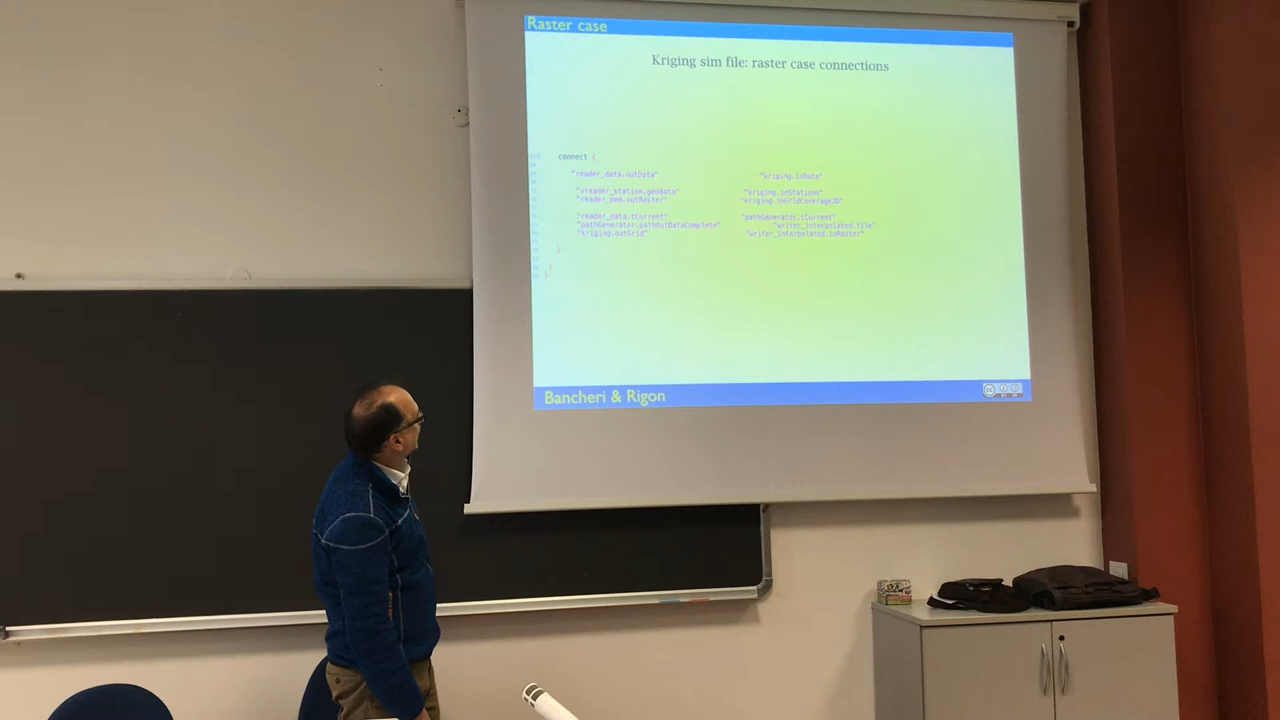 Raster case
Kriging sim file: raster case connections
connect {
"reader_data.outData" "kriging.inData"
"vreader_station.geodata" "kriging.inStations"
"reader_dem.outRaster" "kriging.inGridCoverage2D"
"reader_data.tCurrent" "pathGenerator.tCurrent"
"pathGenerator.pathOutDataComplete" "writer_interpolated.file"
"kriging.outGrid" "writer_interpolated.inRaster"
}
}
}
Bancheri & Rigon